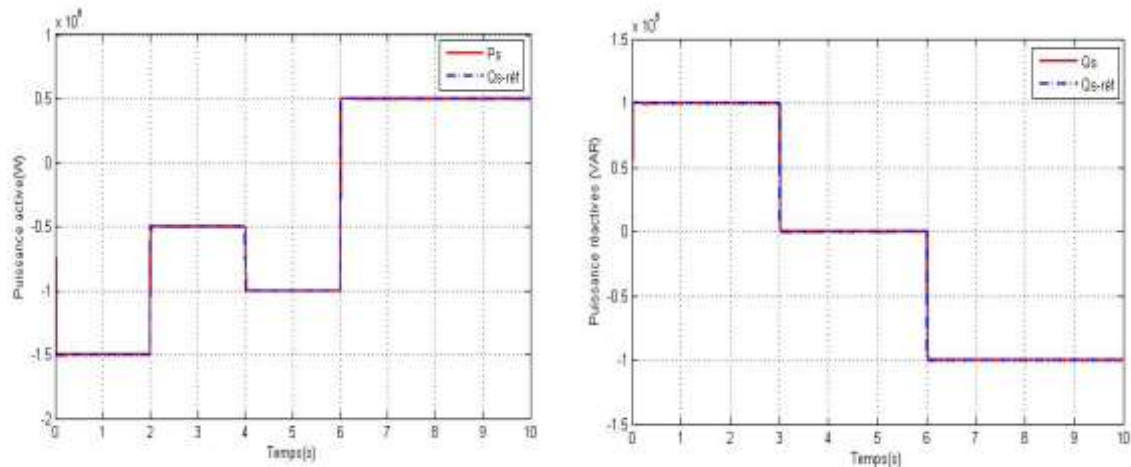 x 10^6
1
0.5
0
-0.5
-1
-1.5
-2
Puissance active(W)
Ps
Qs-réf
0 1 2 3 4 5 6 7 8 9 10
Temps(s)
x 10^6
1.5
1
0.5
0
-0.5
-1
-1.5
Puissance réactives (VAR)
Qs
Qs-réf
0 1 2 3 4 5 6 7 8 9 10
Temps(s)